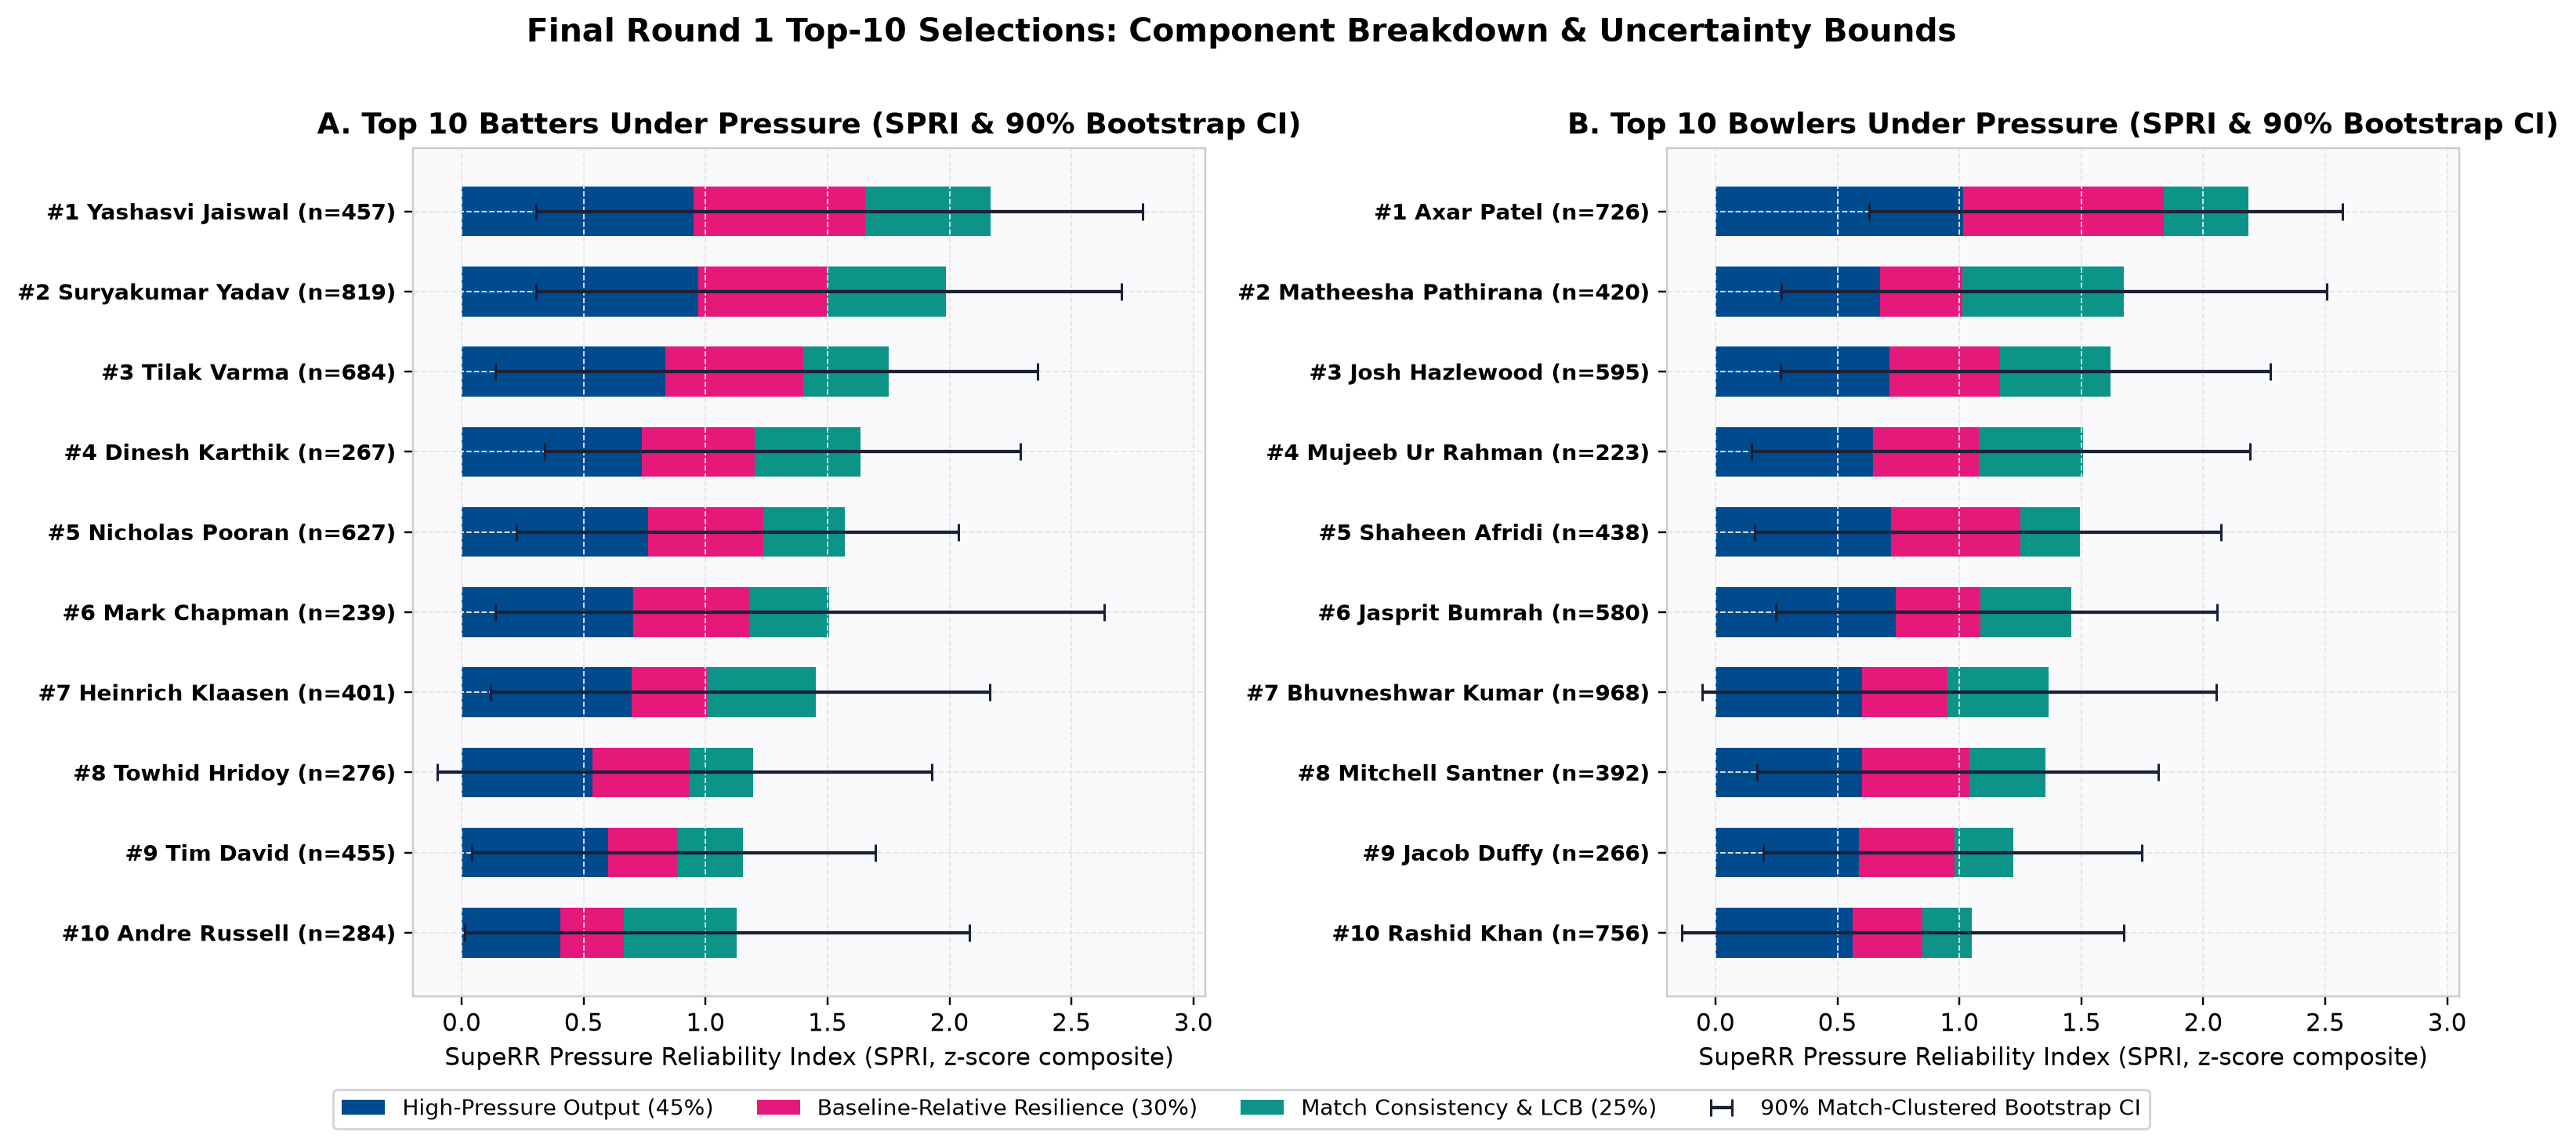 Final Round 1 Top-10 Selections: Component Breakdown & Uncertainty Bounds
A. Top 10 Batters Under Pressure (SPRI & 90% Bootstrap CI)
#1 Yashasvi Jaiswal (n=457)
#2 Suryakumar Yadav (n=819)
#3 Tilak Varma (n=684)
#4 Dinesh Karthik (n=267)
#5 Nicholas Pooran (n=627)
#6 Mark Chapman (n=239)
#7 Heinrich Klaasen (n=401)
#8 Towhid Hridoy (n=276)
#9 Tim David (n=455)
#10 Andre Russell (n=284)
0.0 0.5 1.0 1.5 2.0 2.5 3.0
SupeRR Pressure Reliability Index (SPRI, z-score composite)
B. Top 10 Bowlers Under Pressure (SPRI & 90% Bootstrap CI)
#1 Axar Patel (n=726)
#2 Matheesha Pathirana (n=420)
#3 Josh Hazlewood (n=595)
#4 Mujeeb Ur Rahman (n=223)
#5 Shaheen Afridi (n=438)
#6 Jasprit Bumrah (n=580)
#7 Bhuvneshwar Kumar (n=968)
#8 Mitchell Santner (n=392)
#9 Jacob Duffy (n=266)
#10 Rashid Khan (n=756)
0.0 0.5 1.0 1.5 2.0 2.5 3.0
SupeRR Pressure Reliability Index (SPRI, z-score composite)
High-Pressure Output (45%) Baseline-Relative Resilience (30%) Match Consistency & LCB (25%) 90% Match-Clustered Bootstrap CI